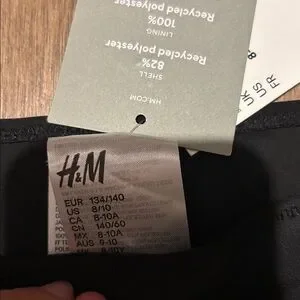 100%
Recycled polyester
LINING
Recycled polyester
82%
SHELL
HM.COM
UK
US
FR
8
H&M
EUR 134/140
US 8/10
CA 8-10A
CN 140/60
MX 8-10A
AUS 9-10